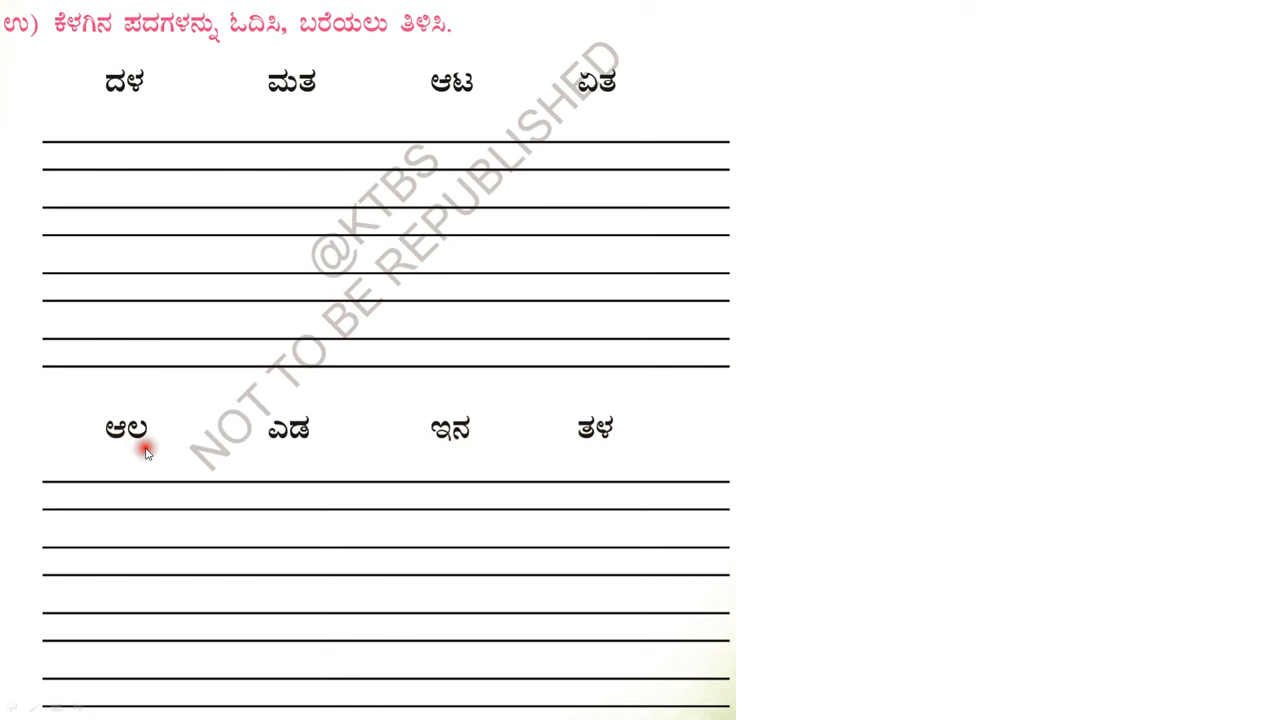 ಉ) ಕೆಳಗಿನ ಪದಗಳನ್ನು ಓದಿಸಿ, ಬರೆಯಲು ತಿಳಿಸಿ.
ದಳ ಮತ ಆಟ ಏತ
@KTBS
NOT TO BE REPUBLISHED
ಆಲ ಎಡ ಇನ ತಳ